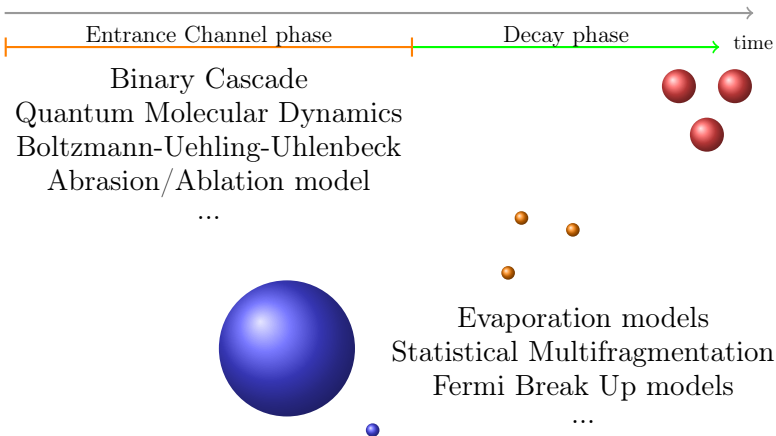 Entrance Channel phase
Decay phase
time
Binary Cascade
Quantum Molecular Dynamics
Boltzmann-Uehling-Uhlenbeck
Abrasion/Ablation model
...
Evaporation models
Statistical Multifragmentation
Fermi Break Up models
...